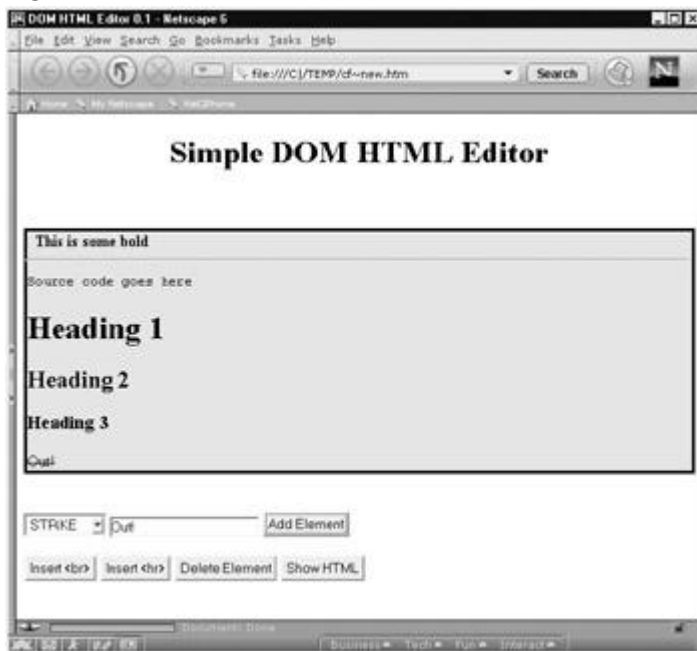 DOM HTML Editor 0.1 - Netscape 6
File Edit View Search Go Bookmarks Tasks Help
file:///C|/TEMP/df~new.htm Search N
Home My Netscape Net2Phone
Simple DOM HTML Editor
This is some bold
Source code goes here
Heading 1
Heading 2
Heading 3
Out!
STRIKE Out! Add Element
Insert <br> Insert <hr> Delete Element Show HTML
Document: Done
Business Tech Fun Interact